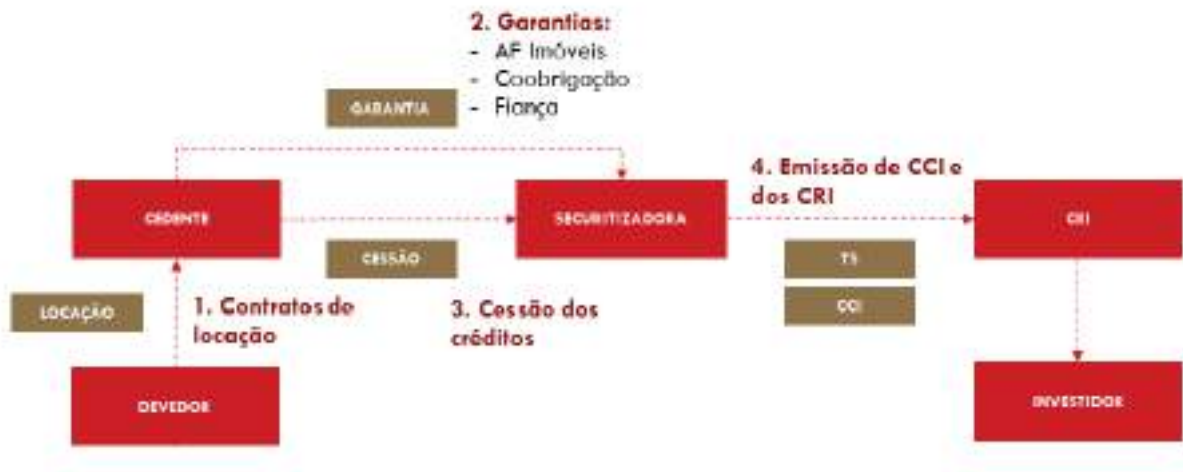 2. Garantias:
- AF Imóveis
- Coobrigação
- Fiança
GARANTIA
4. Emissão de CCI e
dos CRI
CEDENTE
SECURITIZADORA
CRI
CESSÃO
TS
CCI
LOCAÇÃO
1. Contratos de
locação
3. Cessão dos
créditos
DEVEDOR
INVESTIDOR